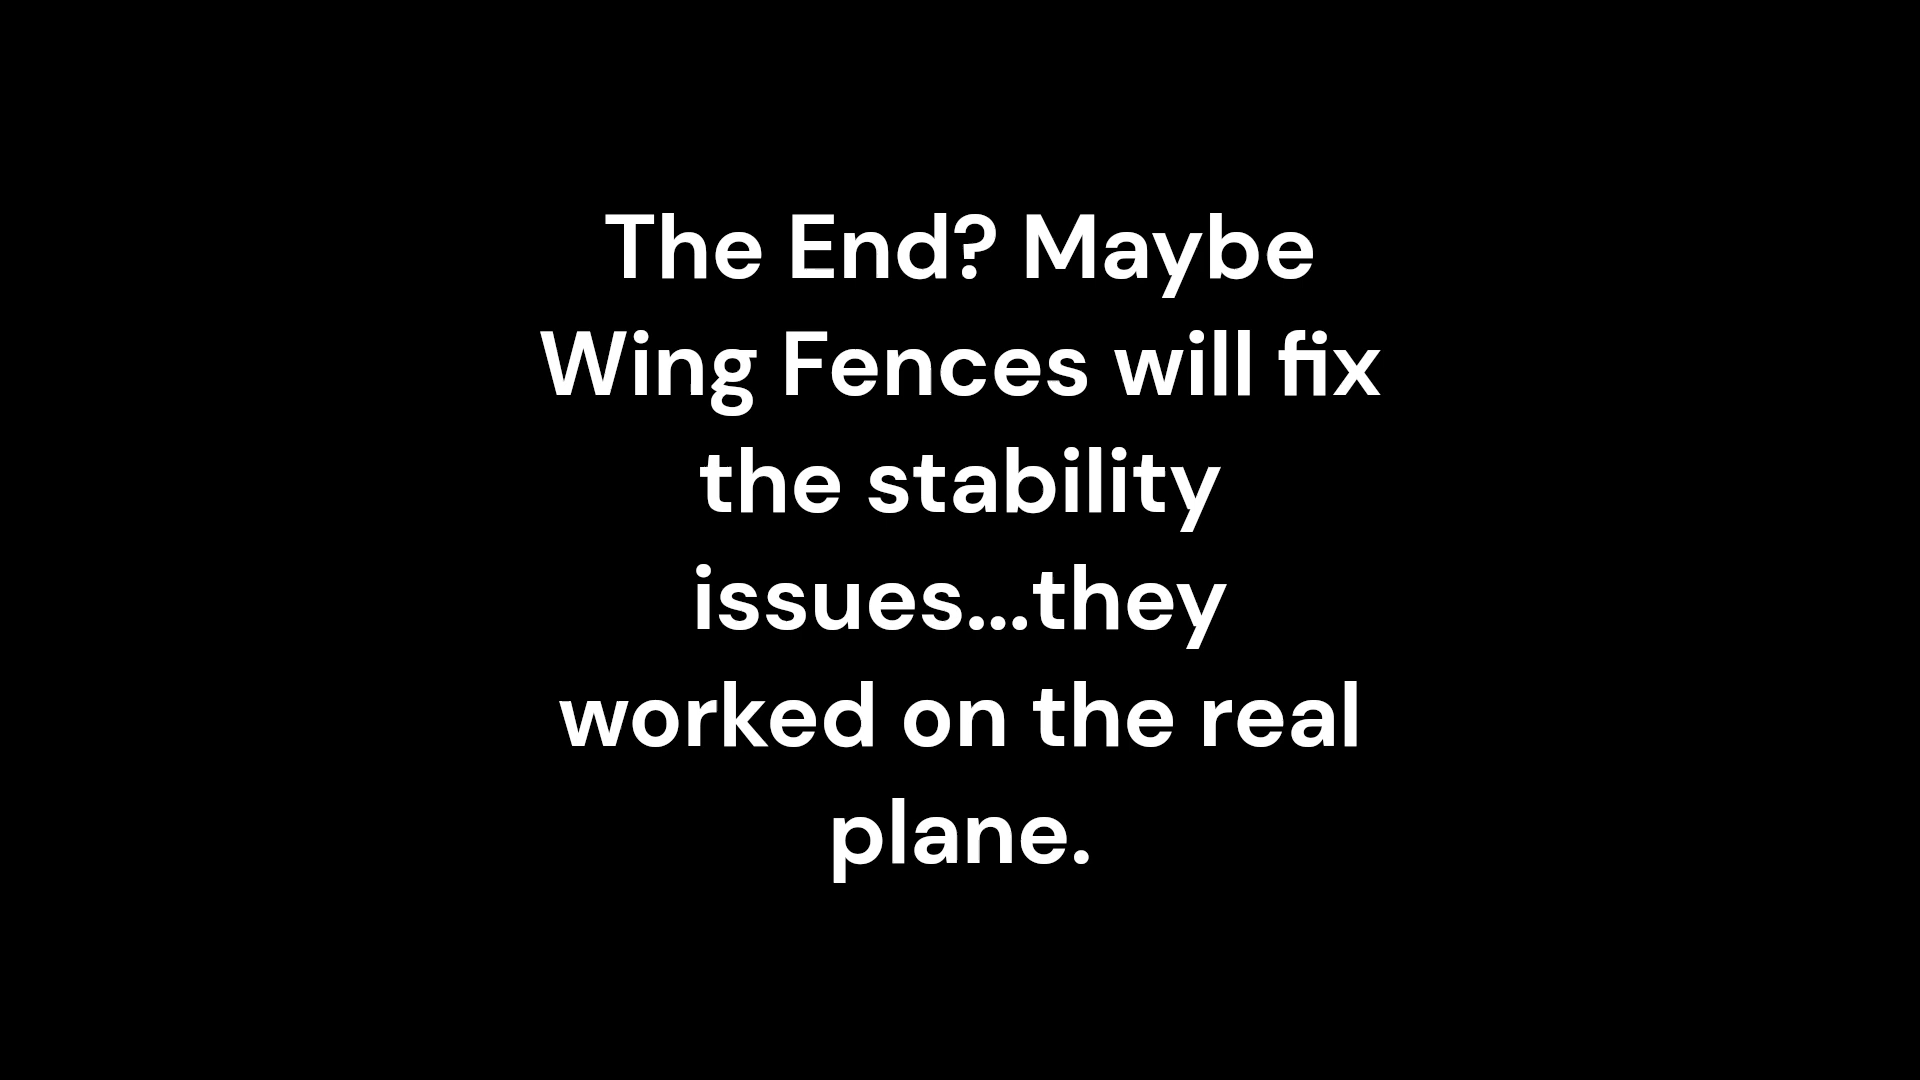 The End? Maybe
Wing Fences will fix
the stability
issues...they
worked on the real
plane.